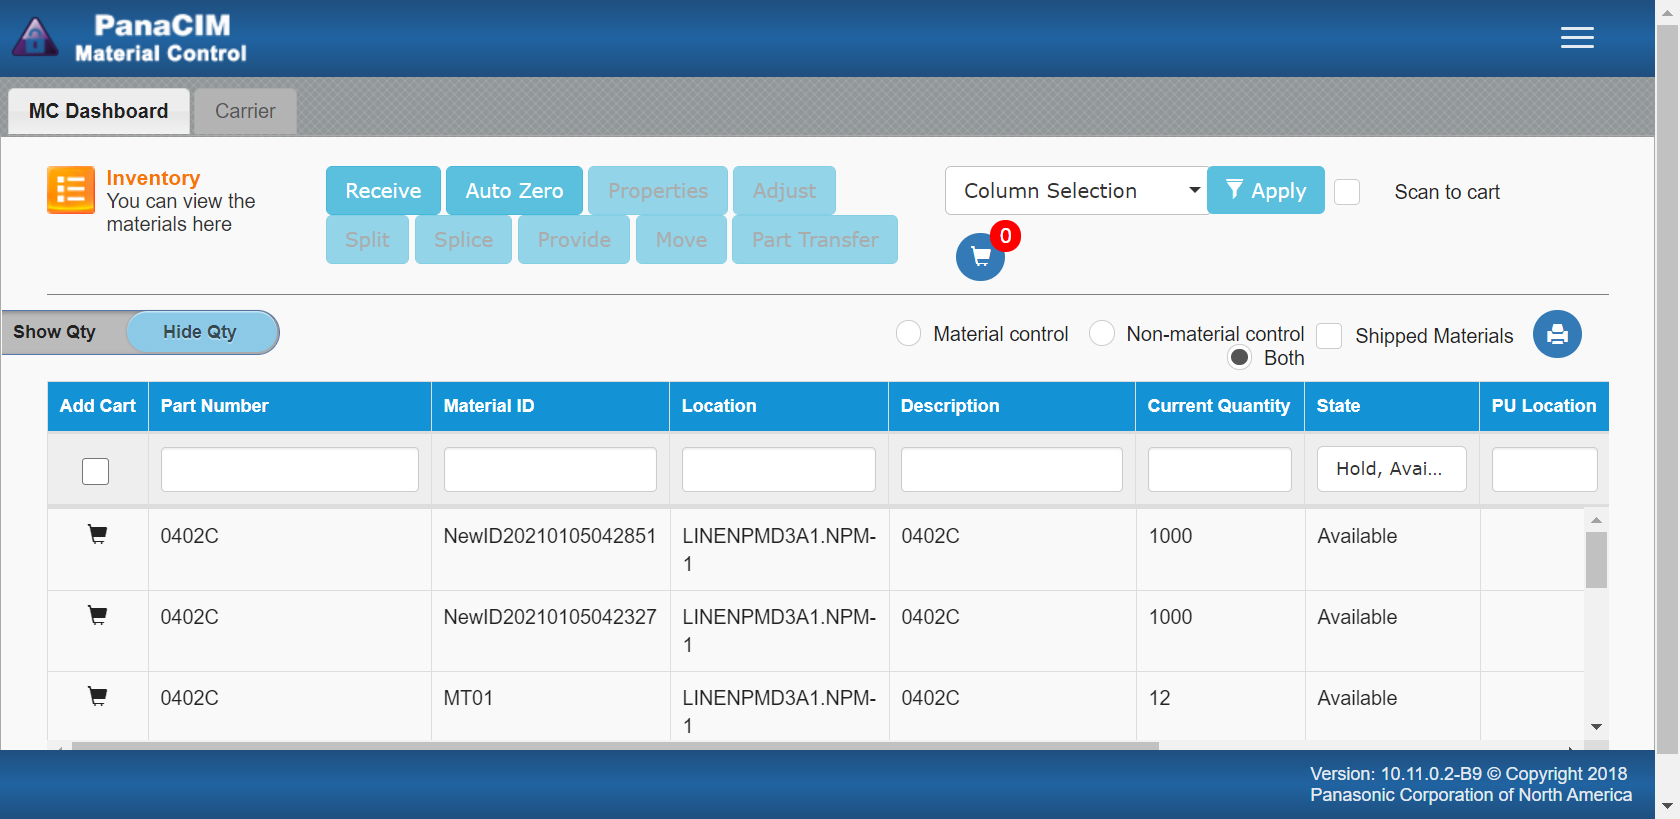 PanaCIM
Material Control
MC Dashboard
Carrier
Inventory
You can view the
materials here
Receive
Auto Zero
Properties
Adjust
Split
Splice
Provide
Move
Part Transfer
Column Selection
Apply
Scan to cart
0
Show Qty
Hide Qty
Material control
Non-material control
Both
Shipped Materials
Add Cart
Part Number
Material ID
Location
Description
Current Quantity
State
PU Location
Hold, Avai...
0402C
NewID20210105042851
LINENPMD3A1.NPM-
1
0402C
1000
Available
0402C
NewID20210105042327
LINENPMD3A1.NPM-
1
0402C
1000
Available
0402C
MT01
LINENPMD3A1.NPM-
1
0402C
12
Available
Version: 10.11.0.2-B9 © Copyright 2018
Panasonic Corporation of North America